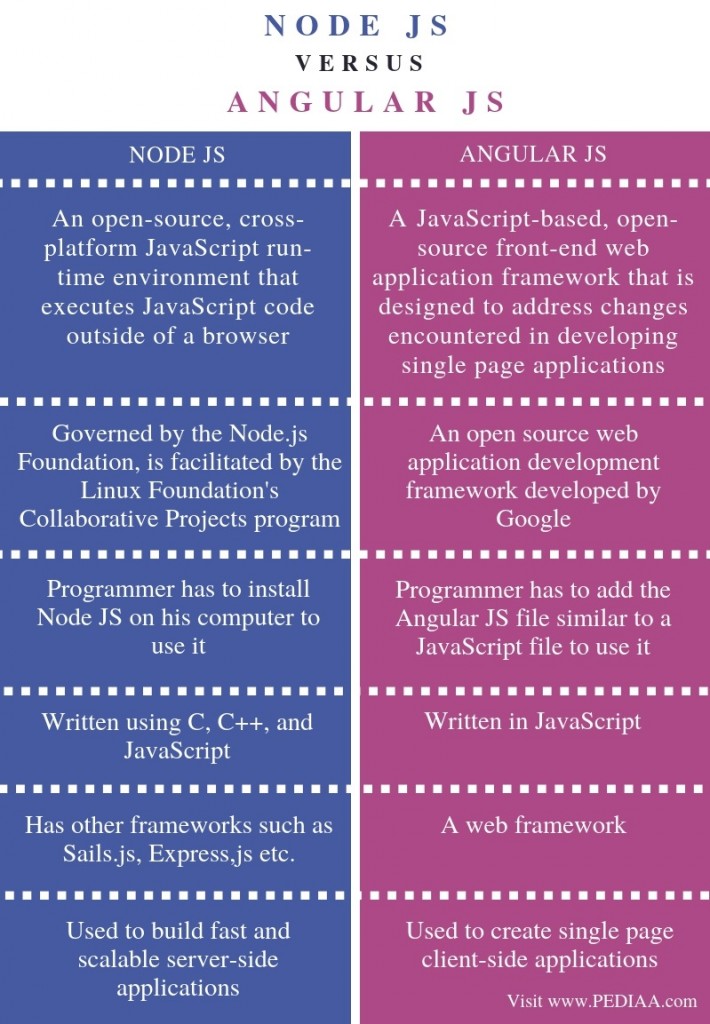 NODE JS
VERSUS
ANGULAR JS
NODE JS
ANGULAR JS
An open-source, cross-
platform JavaScript run-
time environment that
executes JavaScript code
outside of a browser
A JavaScript-based, open-
source front-end web
application framework that is
designed to address changes
encountered in developing
single page applications
Governed by the Node.js
Foundation, is facilitated by the
Linux Foundation's
Collaborative Projects program
An open source web
application development
framework developed by
Google
Programmer has to install
Node JS on his computer to
use it
Programmer has to add the
Angular JS file similar to a
JavaScript file to use it
Written using C, C++, and
JavaScript
Written in JavaScript
Has other frameworks such as
Sails.js, Express,js etc.
A web framework
Used to build fast and
scalable server-side
applications
Used to create single page
client-side applications
Visit www.PEDIAA.com